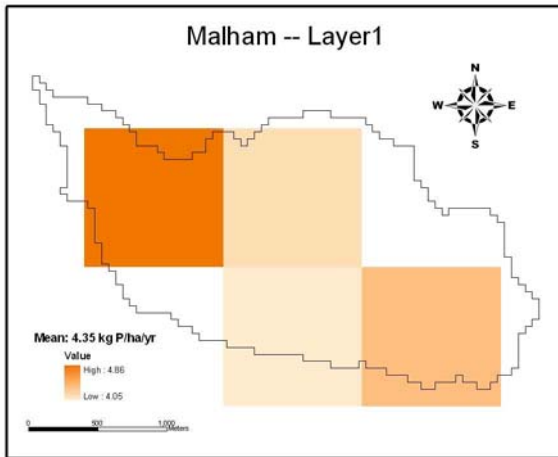 Malham -- Layer1
N
W
E
S
Mean: 4.35 kg P/ha/yr
Value
High : 4.86
Low : 4.05
0 500 1,000
Meters